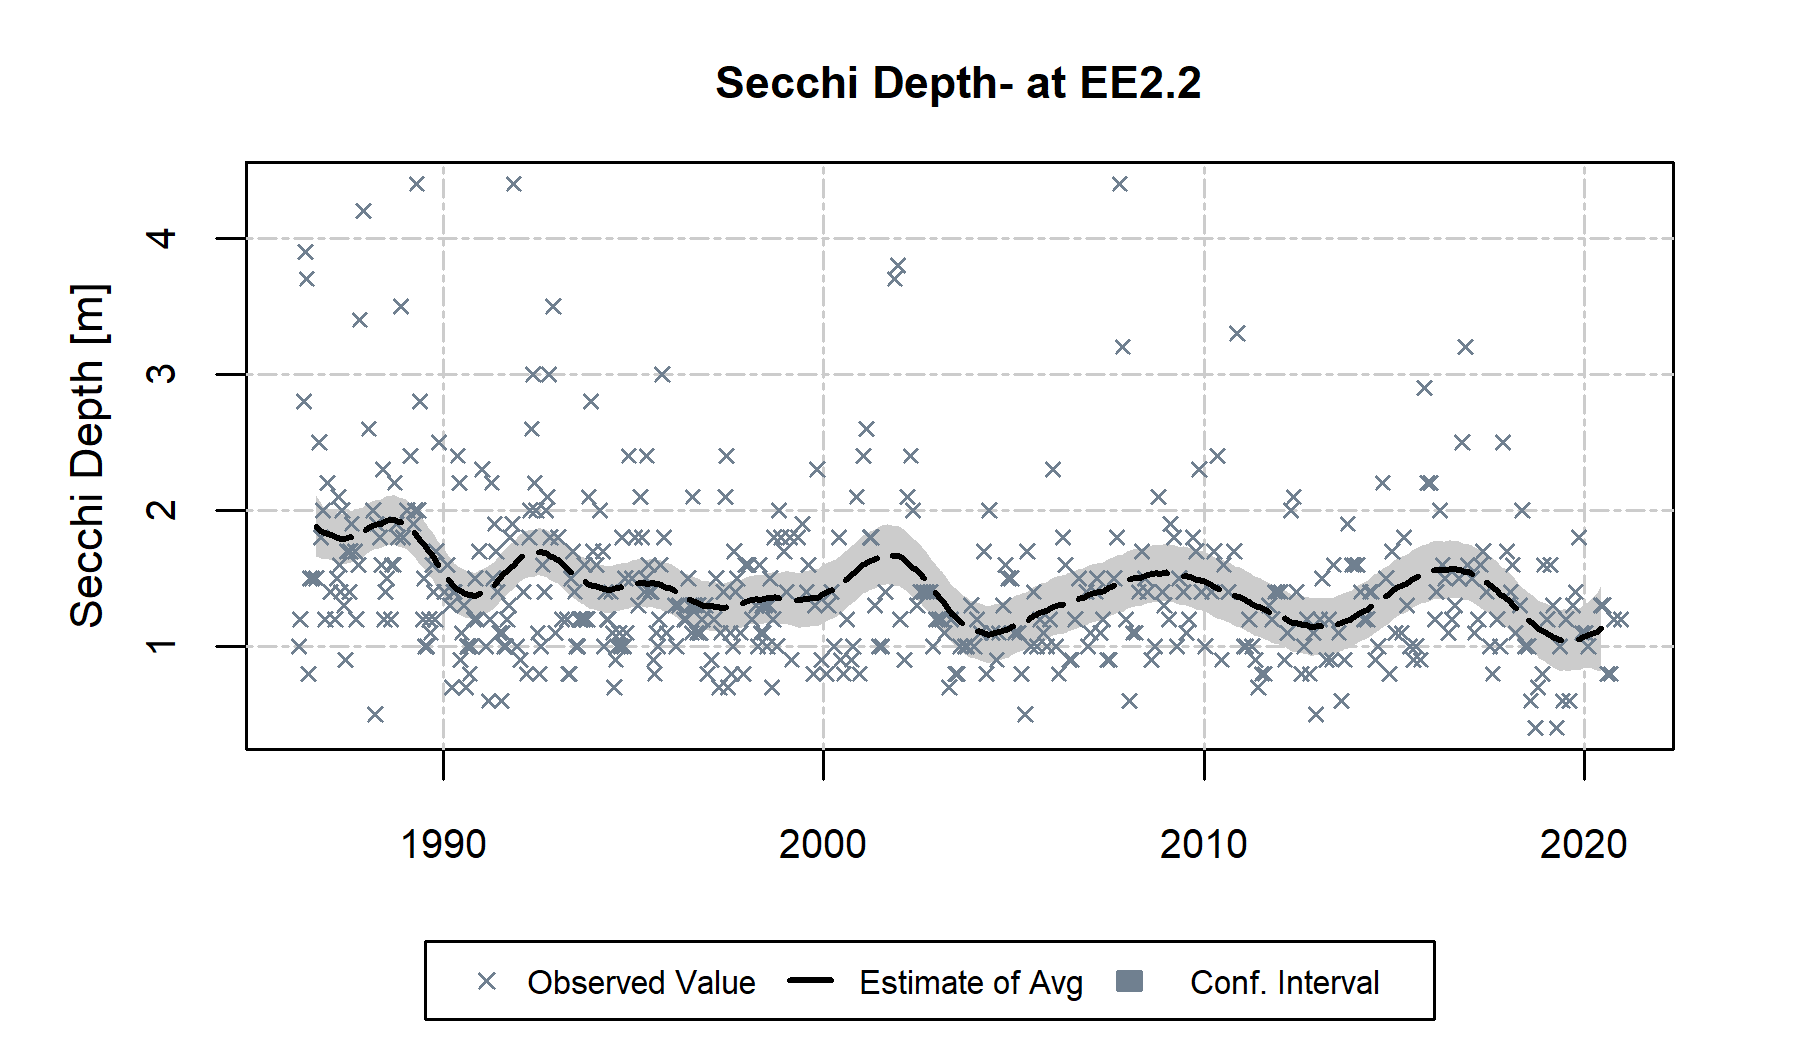 Secchi Depth- at EE2.2
Secchi Depth [m]
4
3
2
1
1990 2000 2010 2020
Observed Value Estimate of Avg Conf. Interval